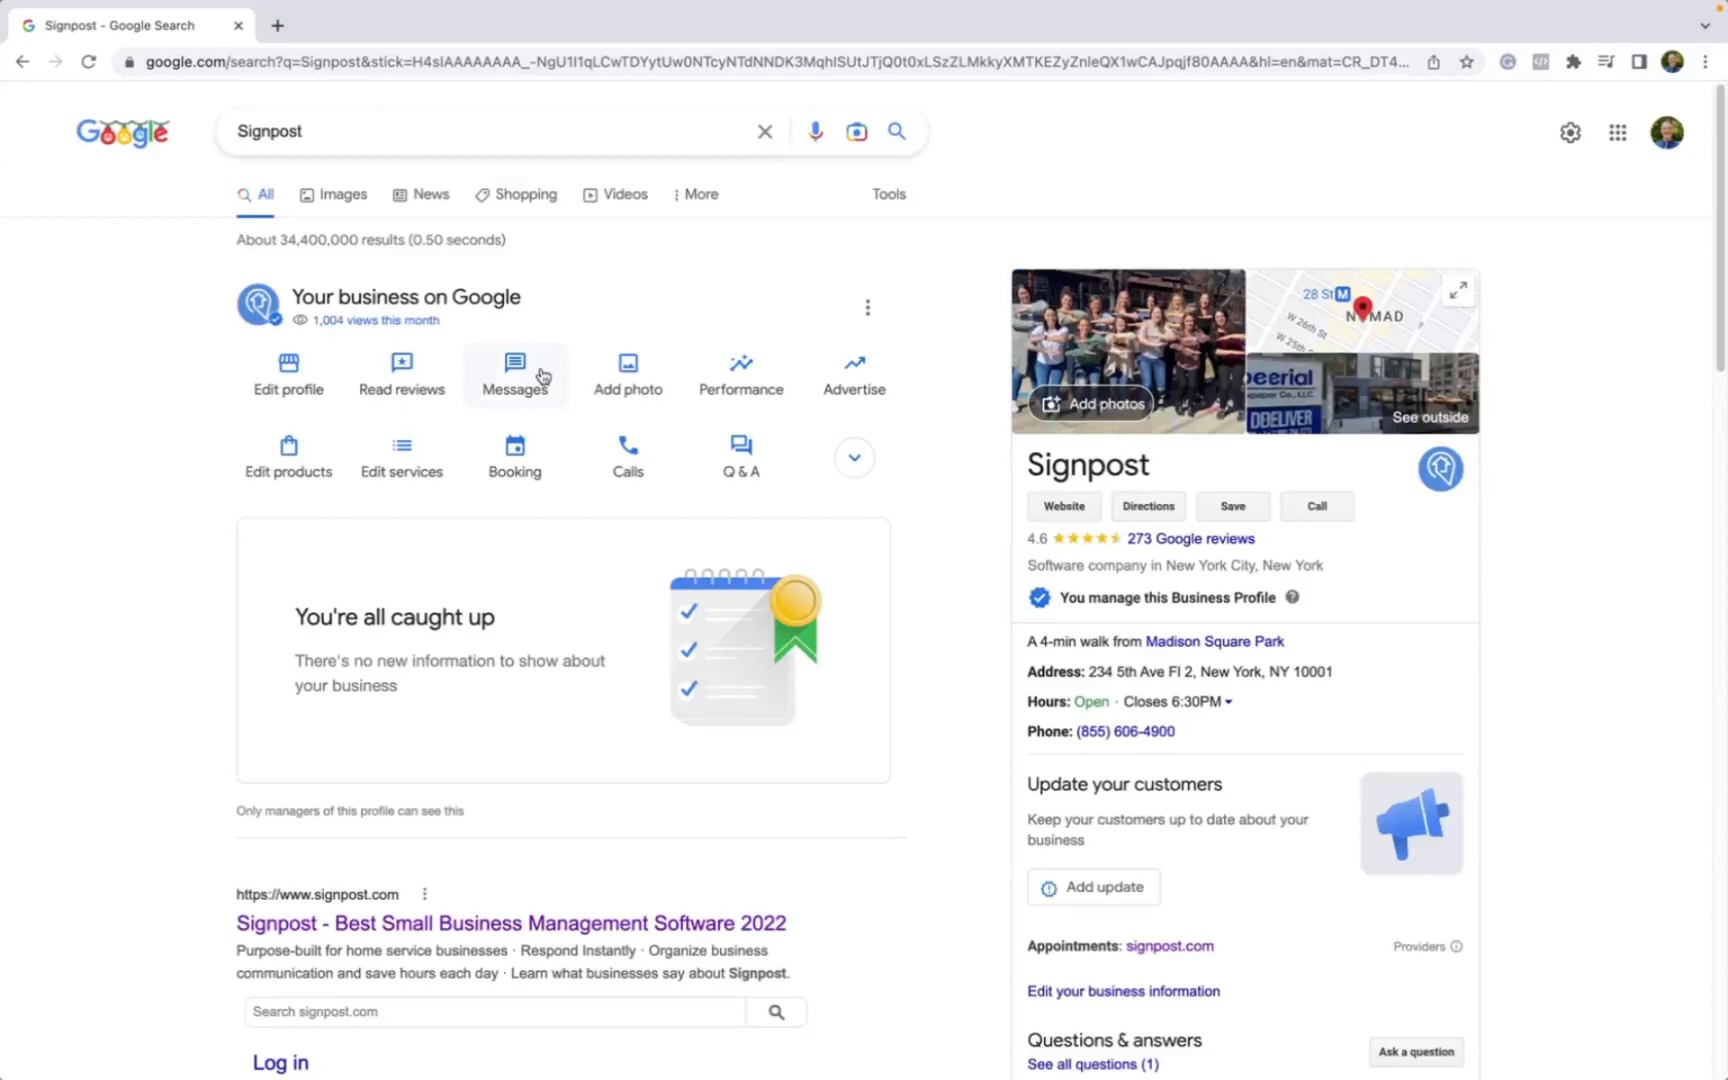 Signpost - Google Search
google.com/search?q=Signpost&stick=H4sIAAAAAAAA_-NgU1I1qLCwTDYytUw0NTcyNTdNNDK3MqhISUtJTjQ0t0xLSzZLMkkyXMTKEZyZnleQX1wCAJpqjf80AAAA&hl=en&mat=CR_DT4...
Google
Signpost
All
Images
News
Shopping
Videos
More
Tools
About 34,400,000 results (0.50 seconds)
Your business on Google
1,004 views this month
Edit profile
Read reviews
Messages
Add photo
Performance
Advertise
Edit products
Edit services
Booking
Calls
Q & A
You're all caught up
There's no new information to show about
your business
Only managers of this profile can see this
https://www.signpost.com
Signpost - Best Small Business Management Software 2022
Purpose-built for home service businesses · Respond Instantly · Organize business
communication and save hours each day · Learn what businesses say about Signpost.
Search signpost.com
Log in
Add photos
28 St M
W 26th St
W 25th St
MAD
DELIVER
See outside
Signpost
Website
Directions
Save
Call
4.6
273 Google reviews
Software company in New York City, New York
You manage this Business Profile
A 4-min walk from Madison Square Park
Address: 234 5th Ave Fl 2, New York, NY 10001
Hours: Open · Closes 6:30PM
Phone: (855) 606-4900
Update your customers
Keep your customers up to date about your
business
Add update
Appointments: signpost.com
Providers
Edit your business information
Questions & answers
See all questions (1)
Ask a question